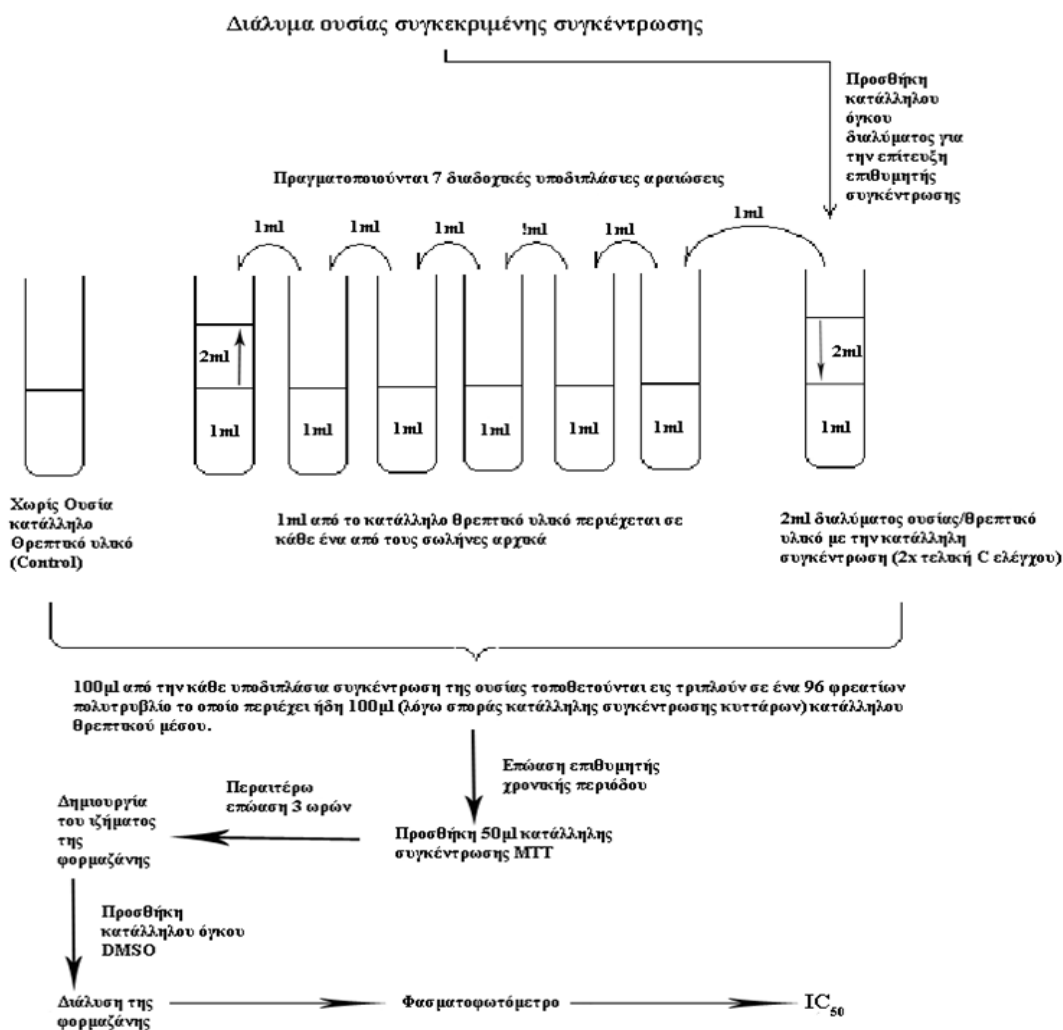 Διάλυμα ουσίας συγκεκριμένης συγκέντρωσης
Προσθήκη
κατάλληλου
όγκου
διαλύματος για
την επίτευξη
επιθυμητής
συγκέντρωσης
Πραγματοποιούνται 7 διαδοχικές υποδιπλάσιες αραιώσεις
1ml
1ml
1ml
!ml
1ml
1ml
2ml
2ml
1ml
1ml
1ml
1ml
1ml
1ml
1ml
Χωρίς Ουσία
κατάλληλο
Θρεπτικό υλικό
(Control)
1ml από το κατάλληλο θρεπτικό υλικό περιέχεται σε
κάθε ένα από τους σωλήνες αρχικά
2ml διαλύματος ουσίας/θρεπτικό
υλικό με την κατάλληλη
συγκέντρωση (2x τελική C ελέγχου)
100μl από την κάθε υποδιπλάσια συγκέντρωση της ουσίας τοποθετούνται εις τριπλούν σε ένα 96 φρεατίων
πολυτρυβλίο το οποίο περιέχει ήδη 100μl (λόγω σποράς κατάλληλης συγκέντρωσης κυττάρων) κατάλληλου
θρεπτικού μέσου.
Επώαση επιθυμητής
χρονικής περιόδου
Περαιτέρω
επώαση 3 ωρών
Δημιουργία
του ιζήματος
της
φορμαζάνης
Προσθήκη 50μl κατάλληλης
συγκέντρωσης MTT
Προσθήκη
κατάλληλου όγκου
DMSO
Διάλυση της
φορμαζάνης
Φασματοφωτόμετρο
IC50